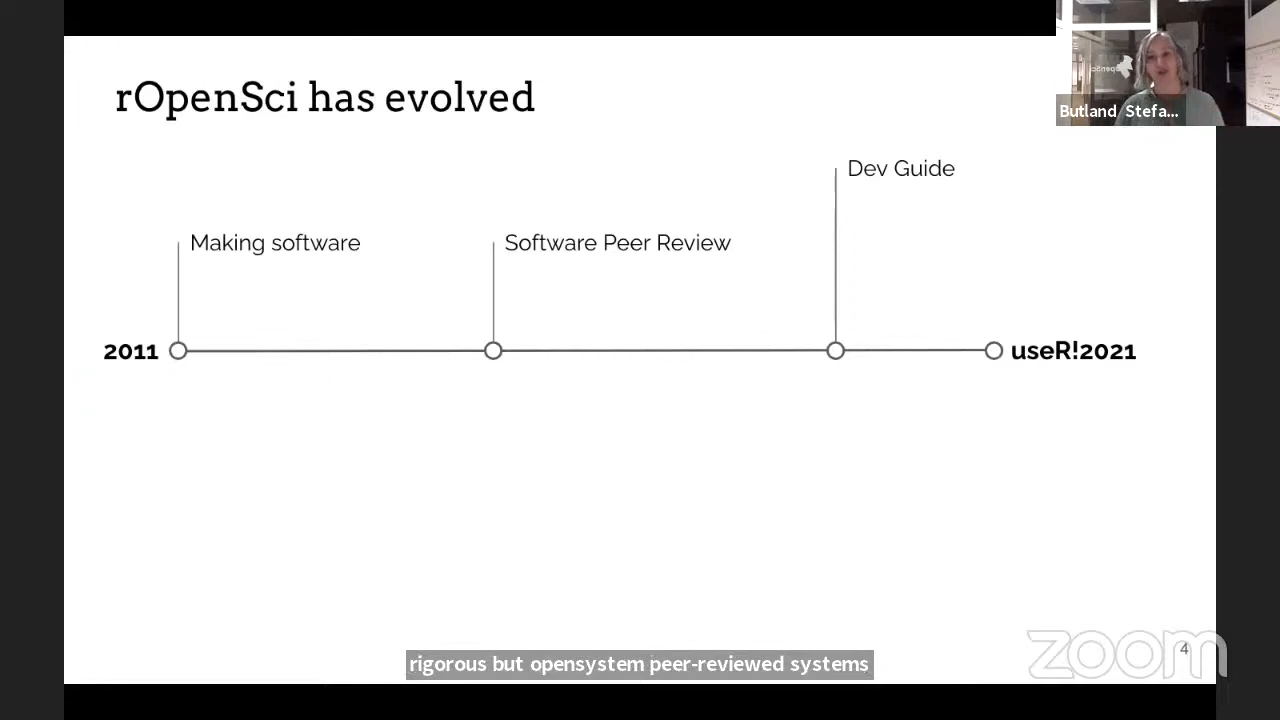 rOpenSci has evolved
Butland Stefa...
Dev Guide
Making software
Software Peer Review
2011
useR!2021
rigorous but opensystem peer-reviewed systems
zoom
4